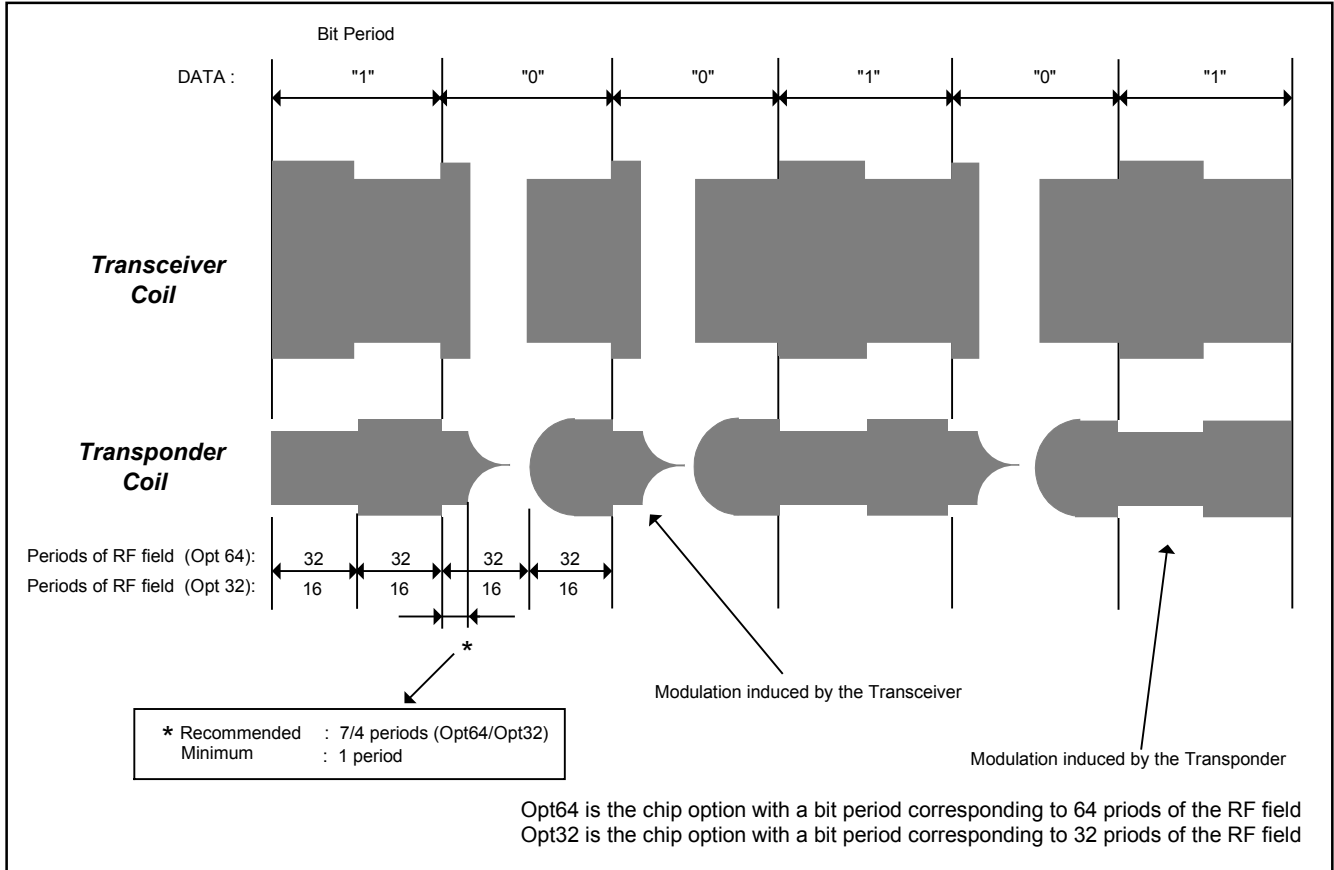 Bit Period
DATA : "1" "0" "0" "1" "0" "1"
Transceiver
Coil
Transponder
Coil
Periods of RF field (Opt 64): 32 32 32 32
Periods of RF field (Opt 32): 16 16 16 16
*
Modulation induced by the Transceiver
* Recommended : 7/4 periods (Opt64/Opt32)
Minimum : 1 period
Modulation induced by the Transponder
Opt64 is the chip option with a bit period corresponding to 64 priods of the RF field
Opt32 is the chip option with a bit period corresponding to 32 priods of the RF field